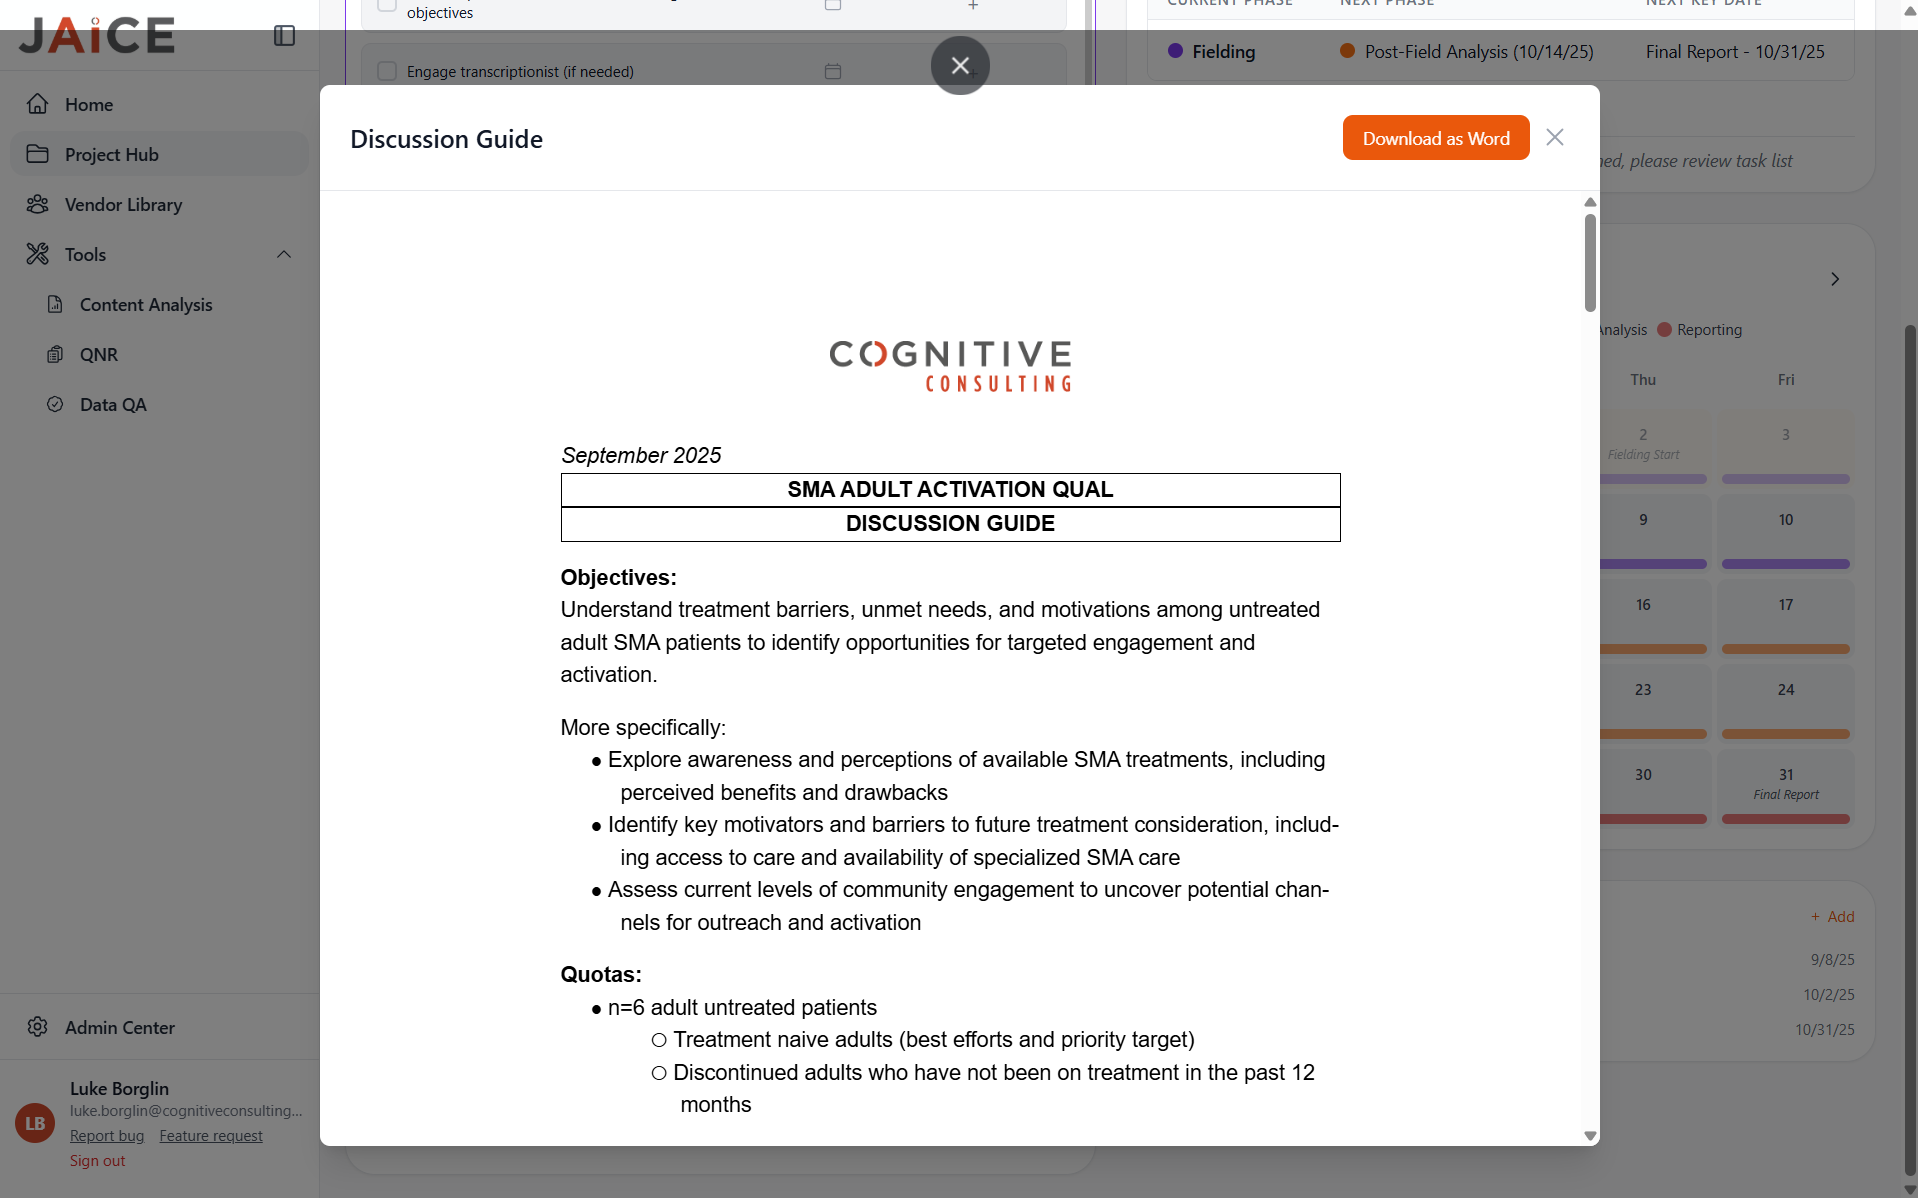 JAiCE
Home
Project Hub
Vendor Library
Tools
Content Analysis
QNR
Data QA
Admin Center
Luke Borglin
luke.borglin@cognitiveconsulting...
Report bug Feature request
Sign out
LB
objectives
Engage transcriptionist (if needed)
CURRENT PHASE NEXT PHASE NEXT KEY DATE
Fielding Post-Field Analysis (10/14/25) Final Report - 10/31/25
Discussion Guide
Download as Word
COGNITIVE
CONSULTING
September 2025
SMA ADULT ACTIVATION QUAL
DISCUSSION GUIDE
Objectives:
Understand treatment barriers, unmet needs, and motivations among untreated
adult SMA patients to identify opportunities for targeted engagement and
activation.
More specifically:
● Explore awareness and perceptions of available SMA treatments, including
perceived benefits and drawbacks
● Identify key motivators and barriers to future treatment consideration, includ-
ing access to care and availability of specialized SMA care
● Assess current levels of community engagement to uncover potential chan-
nels for outreach and activation
Quotas:
● n=6 adult untreated patients
○ Treatment naive adults (best efforts and priority target)
○ Discontinued adults who have not been on treatment in the past 12
months
please review task list
Analysis Reporting
Thu Fri
2 3
Fielding Start
9 10
16 17
23 24
30 31
Final Report
+ Add
9/8/25
10/2/25
10/31/25